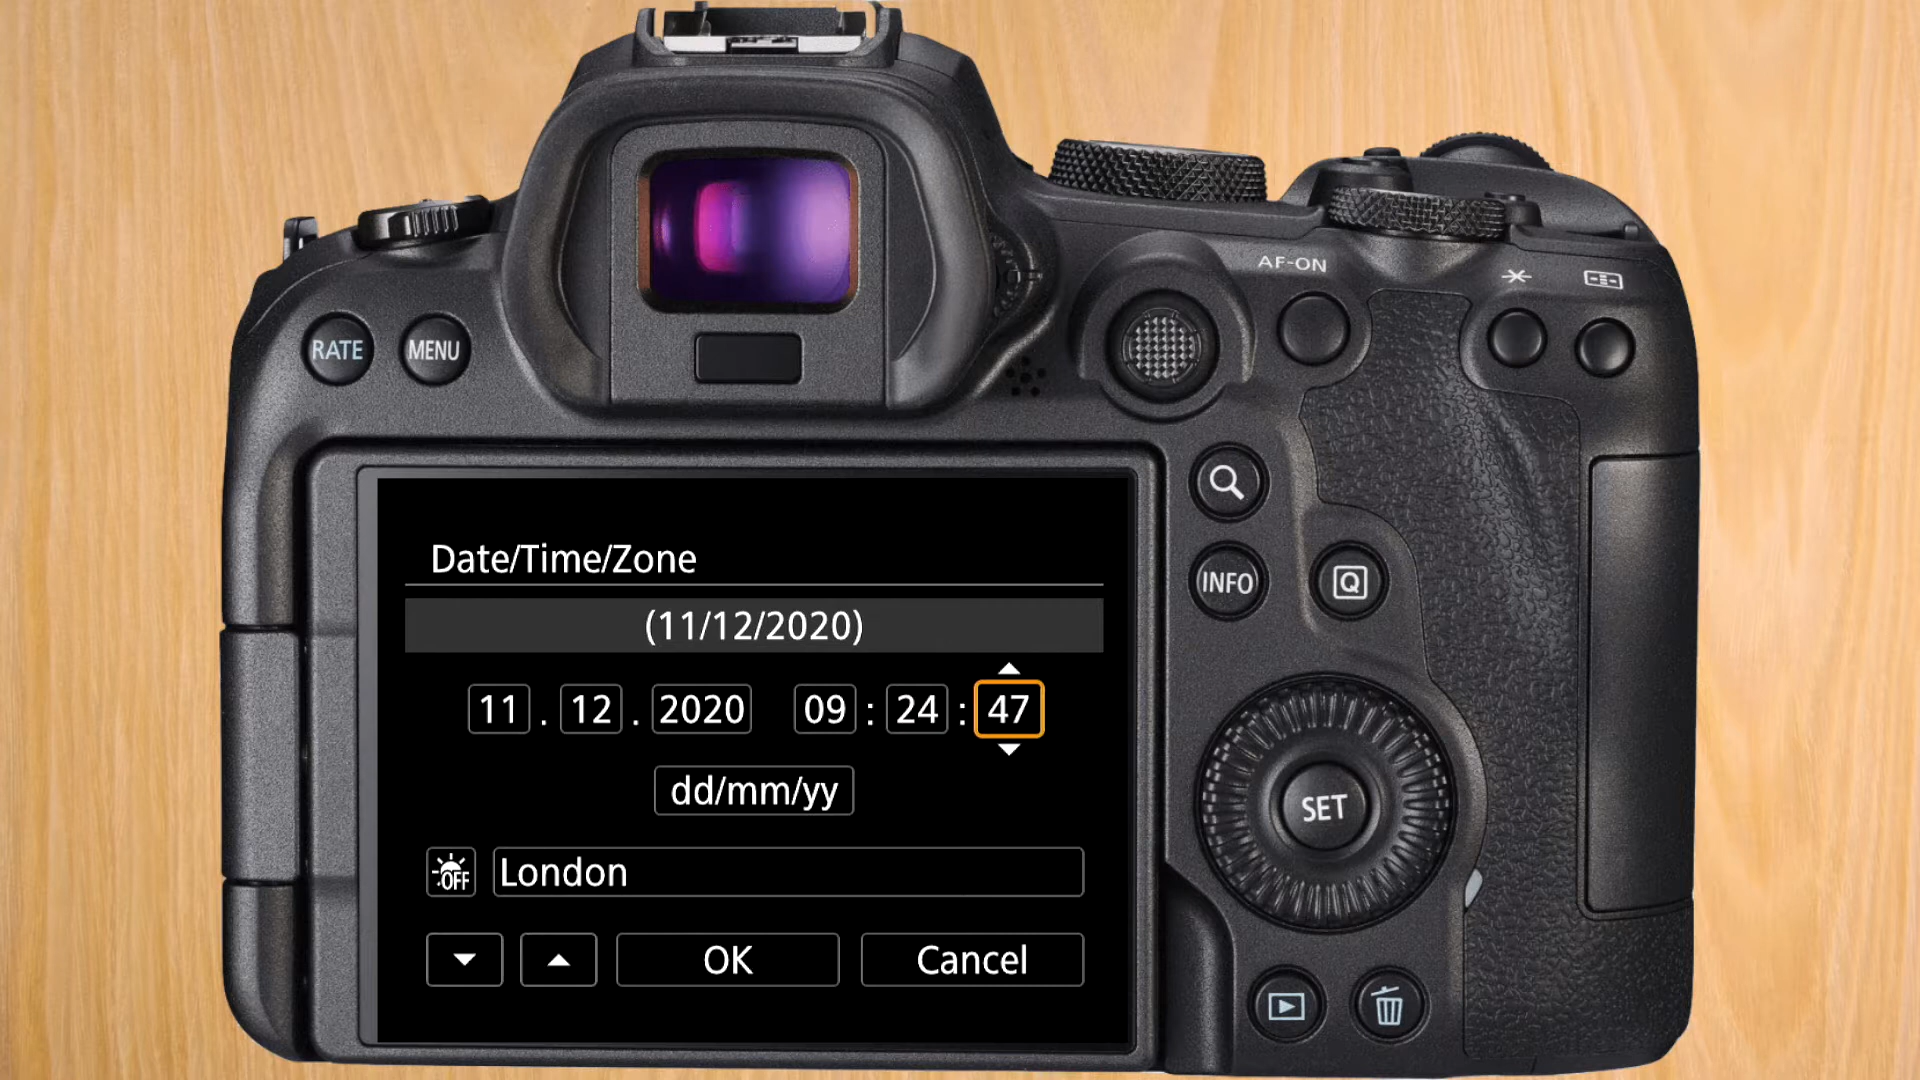 AF-ON
RATE MENU
INFO Q
SET
Date/Time/Zone
(11/12/2020)
11 . 12 . 2020 09 : 24 : 47
dd/mm/yy
OFF London
OK Cancel